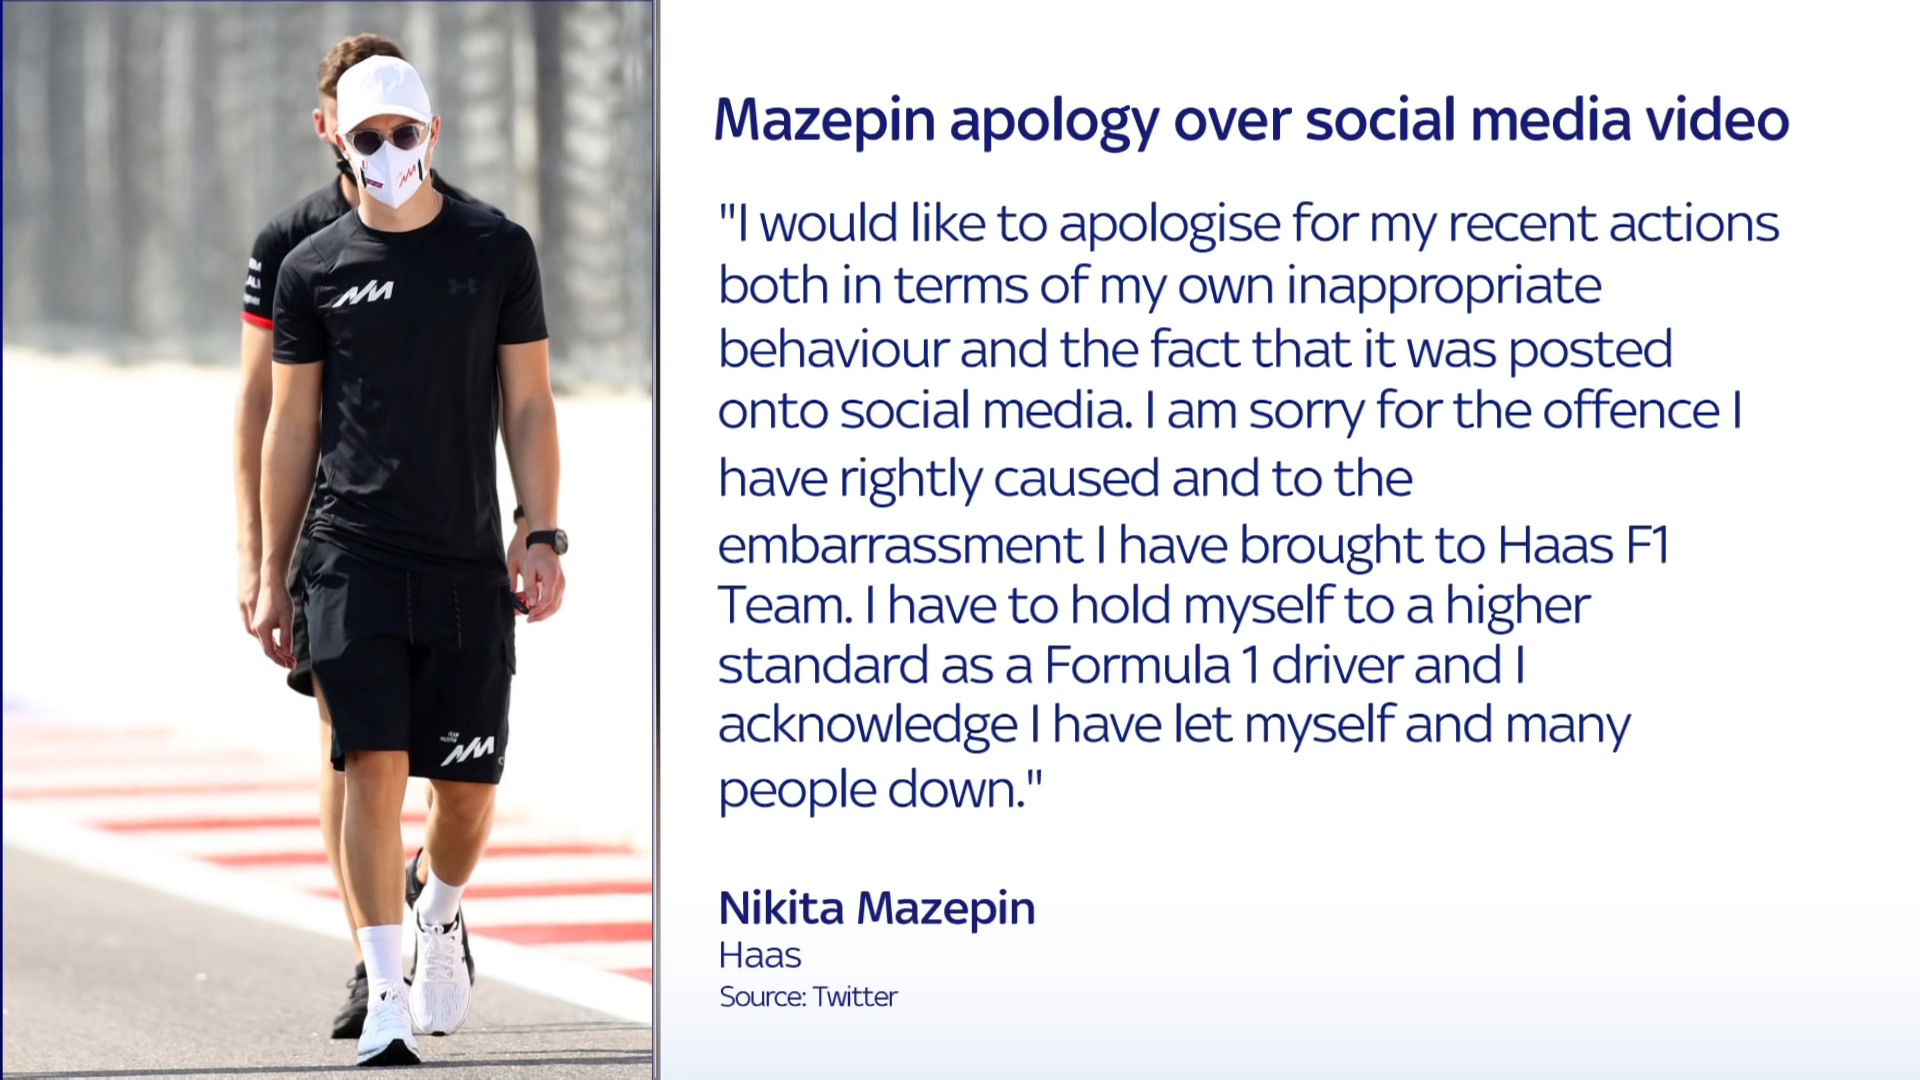 Mazepin apology over social media video
"I would like to apologise for my recent actions
both in terms of my own inappropriate
behaviour and the fact that it was posted
onto social media. I am sorry for the offence I
have rightly caused and to the
embarrassment I have brought to Haas F1
Team. I have to hold myself to a higher
standard as a Formula 1 driver and I
acknowledge I have let myself and many
people down."
Nikita Mazepin
Haas
Source: Twitter